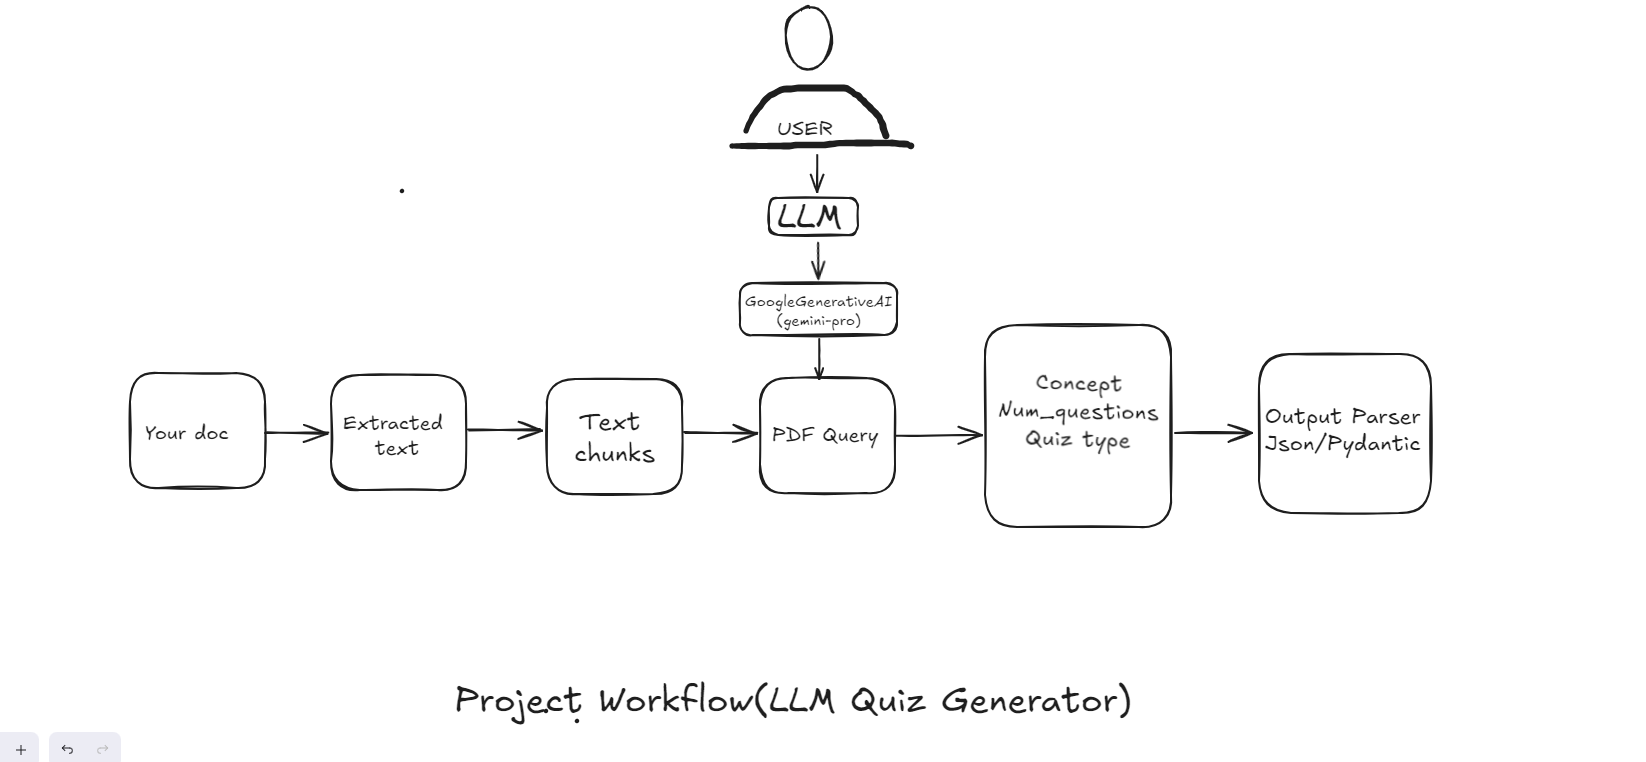 USER
LLM
GoogleGenerativeAI
(gemini-pro)
Your doc
Extracted
text
Text
chunks
PDF Query
Concept
Num_questions
Quiz type
Output Parser
Json/Pydantic
Project Workflow(LLM Quiz Generator)